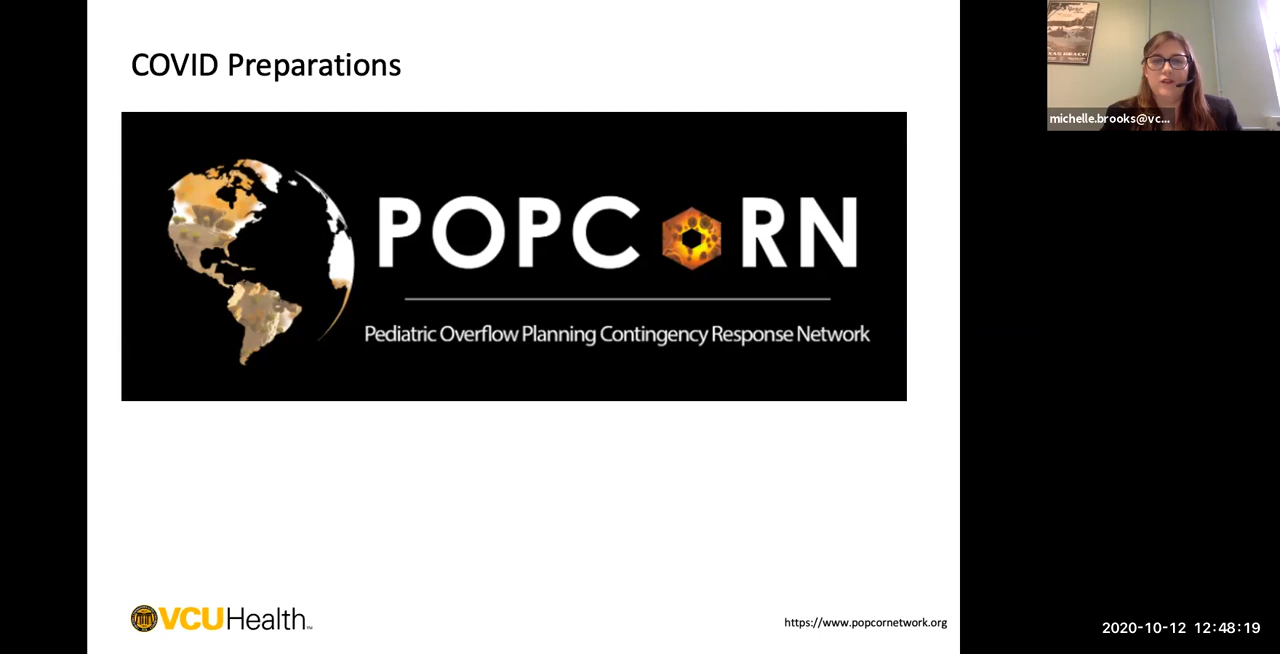 COVID Preparations
POPCORN
Pediatric Overflow Planning Contingency Response Network
VCUHealth™
https://www.popcornetwork.org
michelle.brooks@vc...
2020-10-12 12:48:19